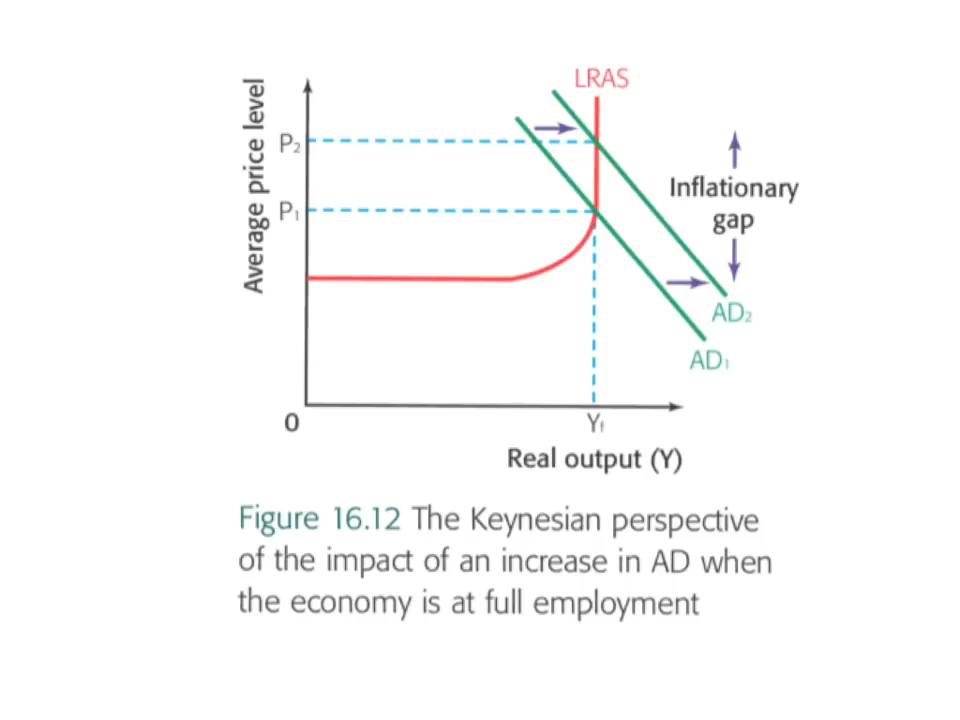 LRAS
Average price level
P₂
P₁
Inflationary
gap
AD₂
AD₁
0
Yf
Real output (Y)
Figure 16.12 The Keynesian perspective
of the impact of an increase in AD when
the economy is at full employment